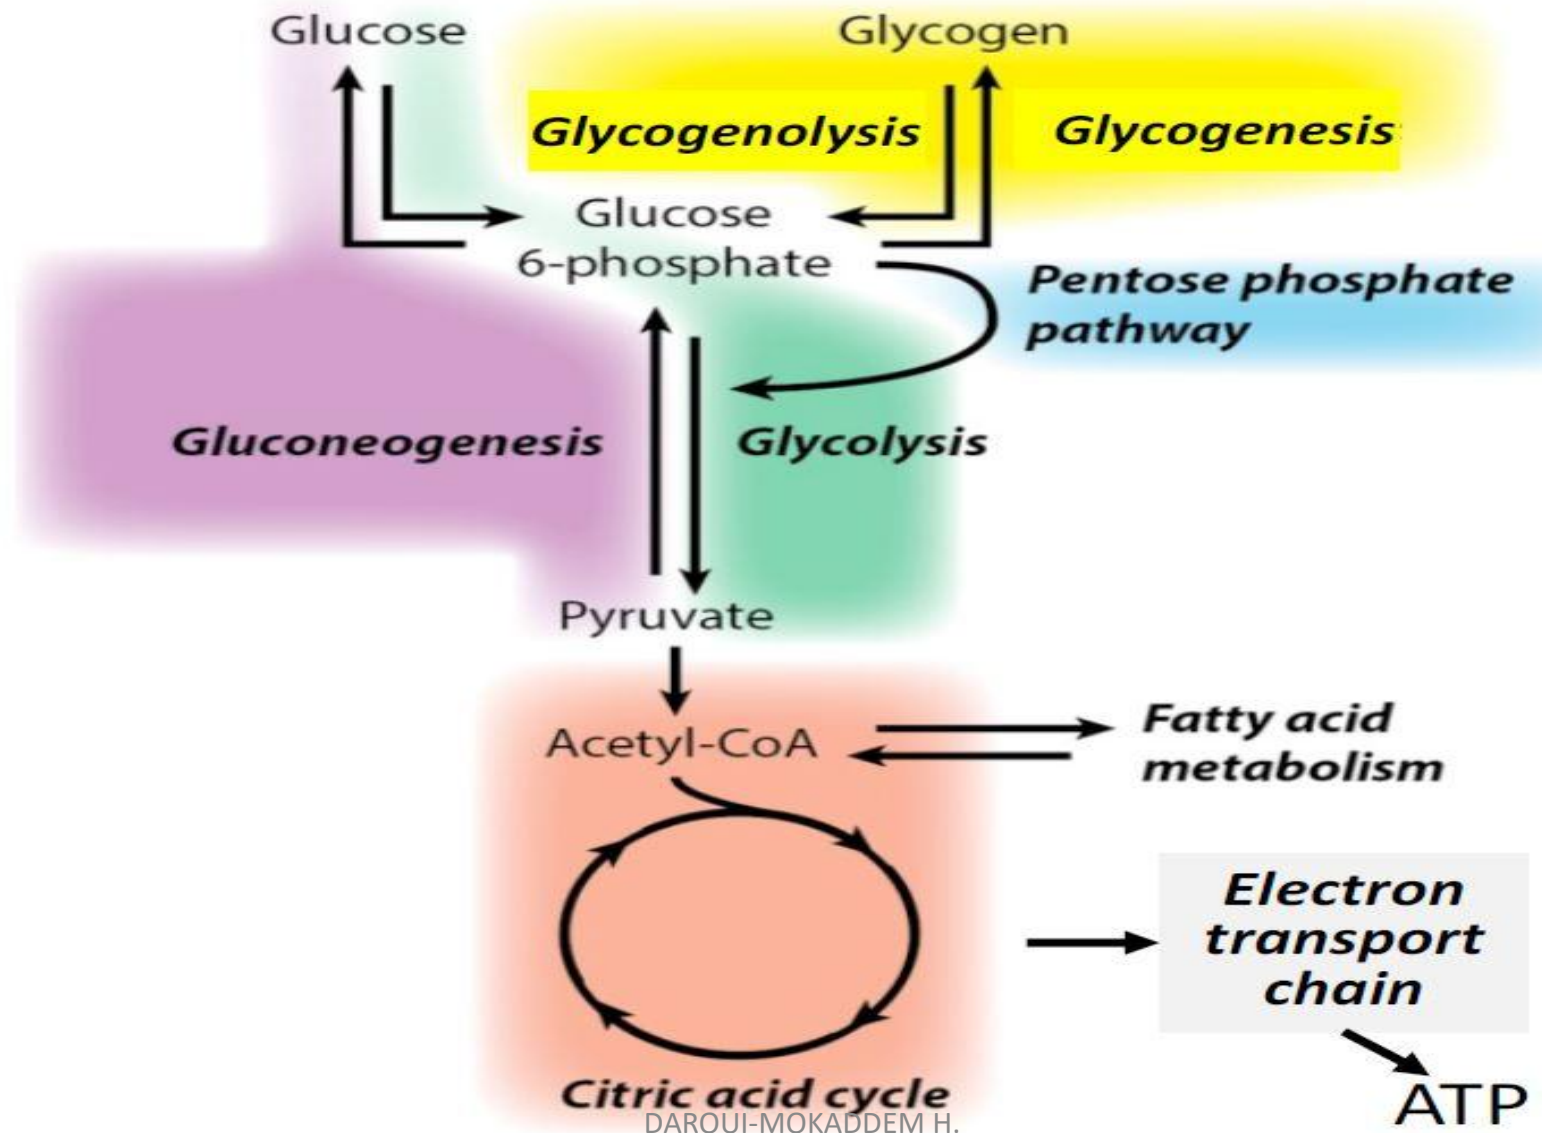 Glucose
Glycogen
Glycogenolysis
Glycogenesis
Glucose
6-phosphate
Pentose phosphate
pathway
Gluconeogenesis
Glycolysis
Pyruvate
Acetyl-CoA
Fatty acid
metabolism
Electron
transport
chain
Citric acid cycle
ATP
DAROUI-MOKADDEM H.